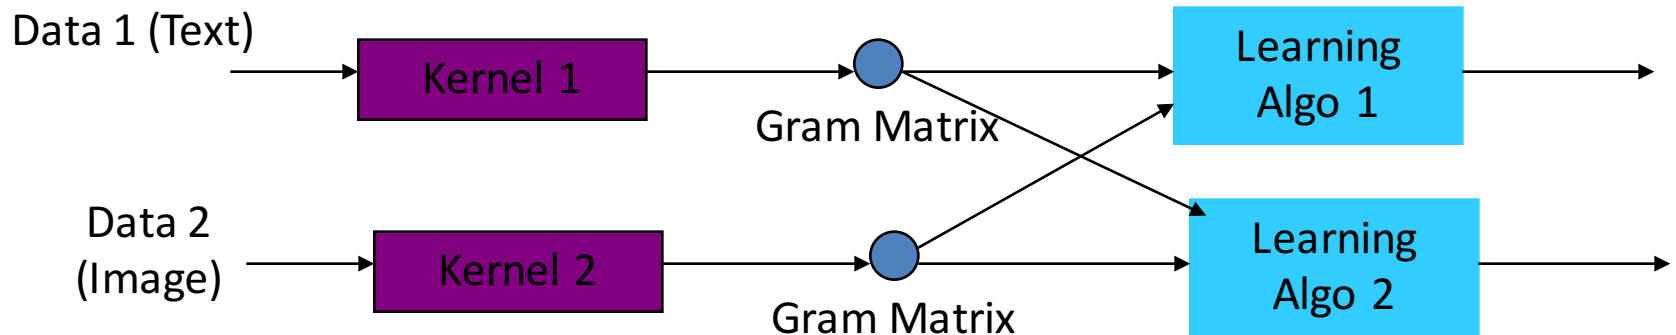 Data 1 (Text)
Kernel 1
Gram Matrix
Learning
Algo 1
Data 2
(Image)
Kernel 2
Gram Matrix
Learning
Algo 2